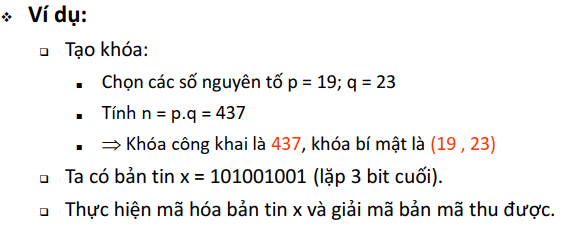 ❖ Ví dụ:
❑ Tạo khóa:
▪ Chọn các số nguyên tố p = 19; q = 23
▪ Tính n = p.q = 437
▪ ⇒ Khóa công khai là 437, khóa bí mật là (19 , 23)
❑ Ta có bản tin x = 101001001 (lặp 3 bit cuối).
❑ Thực hiện mã hóa bản tin x và giải mã bản mã thu được.